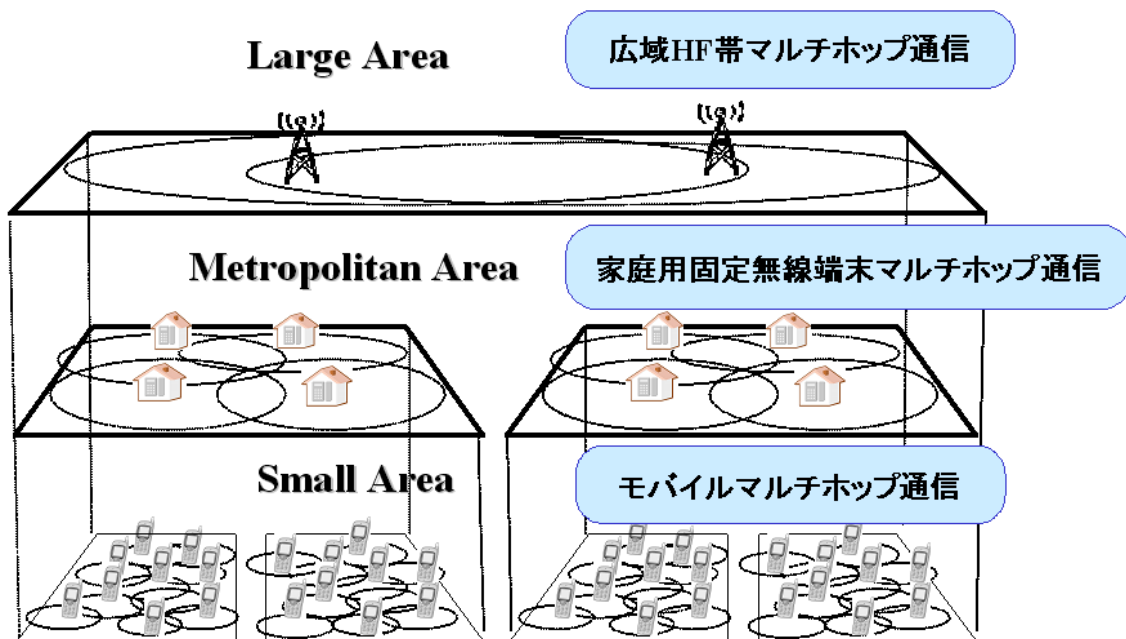 Large Area
広域HF帯マルチホップ通信
Metropolitan Area
家庭用固定無線端末マルチホップ通信
Small Area
モバイルマルチホップ通信